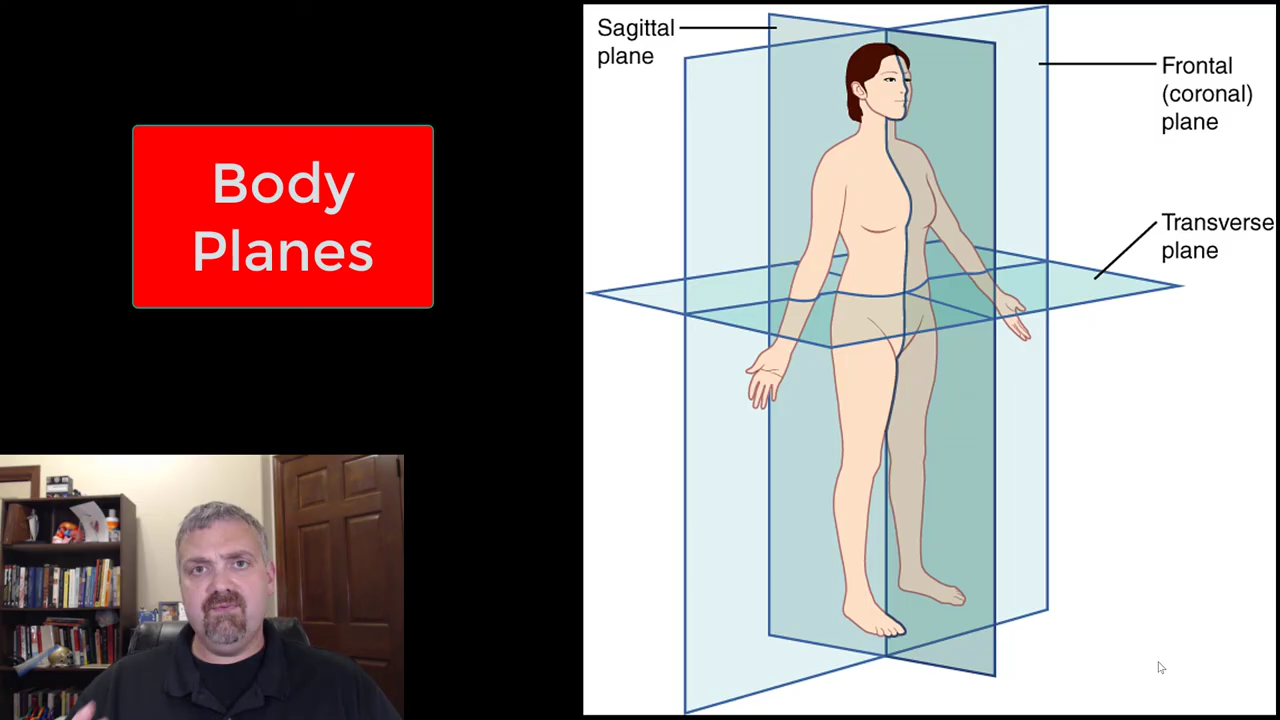 Body
Planes
Sagittal
plane
Frontal
(coronal)
plane
Transverse
plane